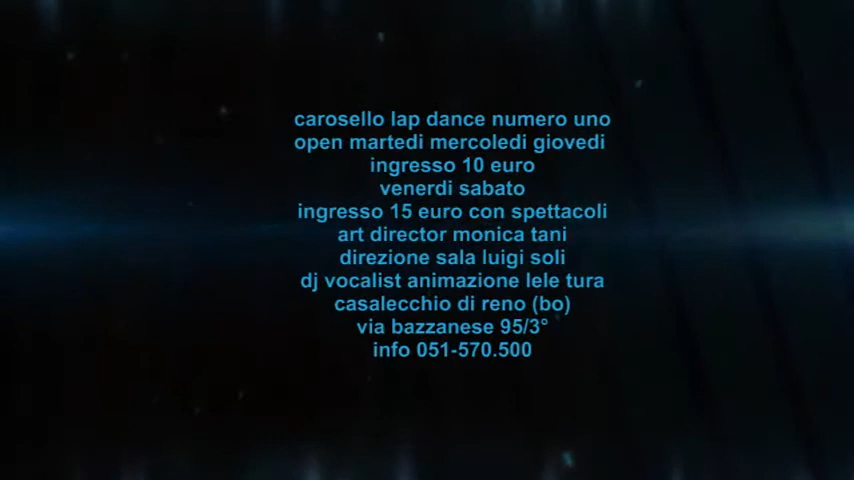 carosello lap dance numero uno
open martedi mercoledi giovedi
ingresso 10 euro
venerdi sabato
ingresso 15 euro con spettacoli
art director monica tani
direzione sala luigi soli
dj vocalist animazione lele tura
casalecchio di reno (bo)
via bazzanese 95/3°
info 051-570.500